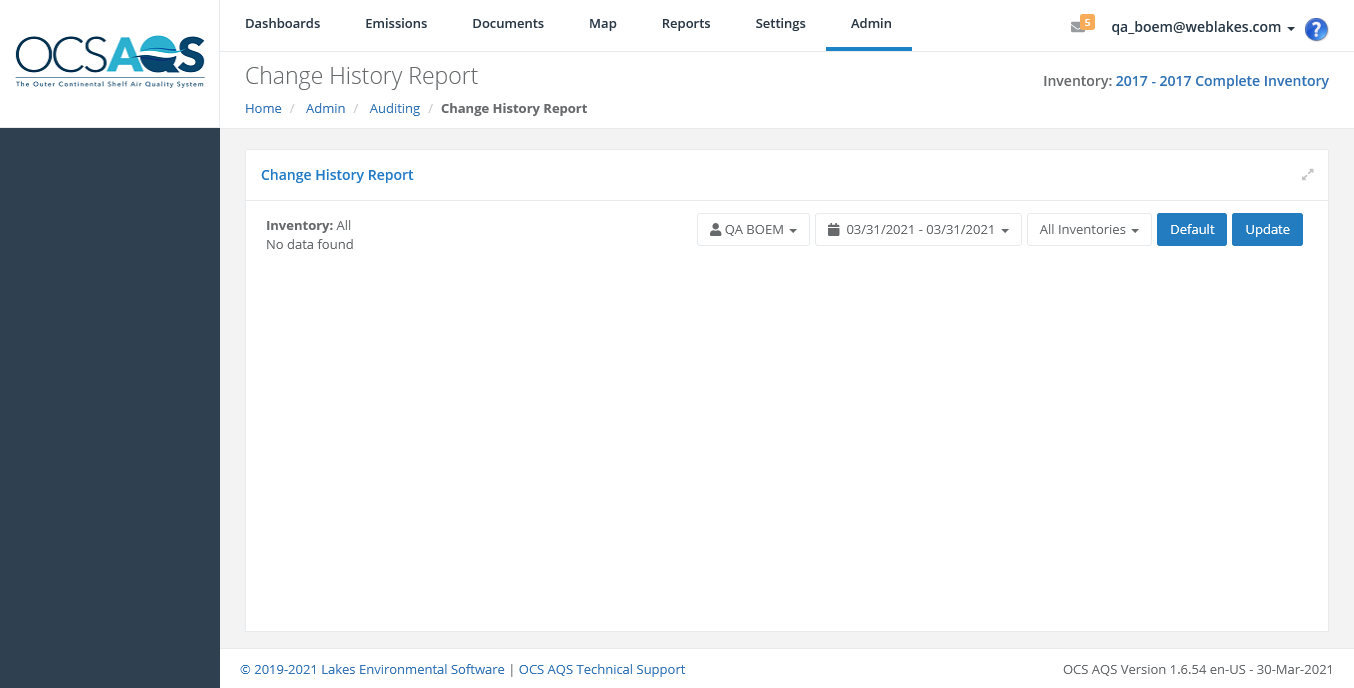 OCSAQS
The Outer Continental Shelf Air Quality System
Dashboards Emissions Documents Map Reports Settings Admin
5 qa_boem@weblakes.com ?
Change History Report
Inventory: 2017 - 2017 Complete Inventory
Home / Admin / Auditing / Change History Report
Change History Report
Inventory: All
No data found
QA BOEM 03/31/2021 - 03/31/2021 All Inventories Default Update
© 2019-2021 Lakes Environmental Software | OCS AQS Technical Support
OCS AQS Version 1.6.54 en-US - 30-Mar-2021